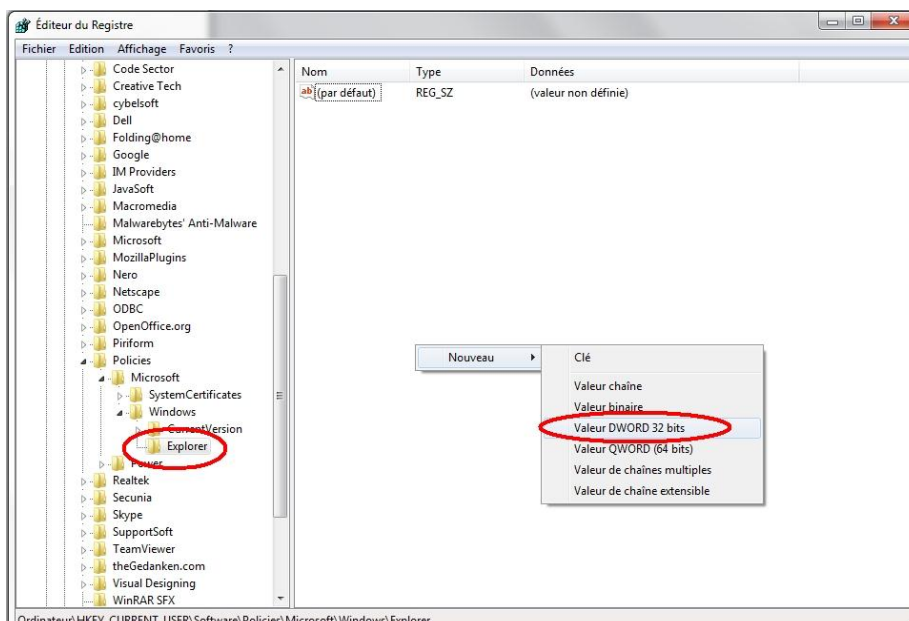 Éditeur du Registre
Fichier Edition Affichage Favoris ?
Code Sector
Creative Tech
cybelsoft
Dell
Folding@home
Google
IM Providers
JavaSoft
Macromedia
Malwarebytes' Anti-Malware
Microsoft
MozillaPlugins
Nero
Netscape
ODBC
OpenOffice.org
Piriform
Policies
Microsoft
SystemCertificates
Windows
CurrentVersion
Explorer
Power
Realtek
Secunia
Skype
SupportSoft
TeamViewer
theGedanken.com
Visual Designing
WinRAR SFX
Nom Type Données
ab (par défaut) REG_SZ (valeur non définie)
Nouveau
Clé
Valeur chaîne
Valeur binaire
Valeur DWORD 32 bits
Valeur QWORD (64 bits)
Valeur de chaînes multiples
Valeur de chaîne extensible
Ordinateur\HKEY_CURRENT_USER\Software\Policies\Microsoft\Windows\Explorer